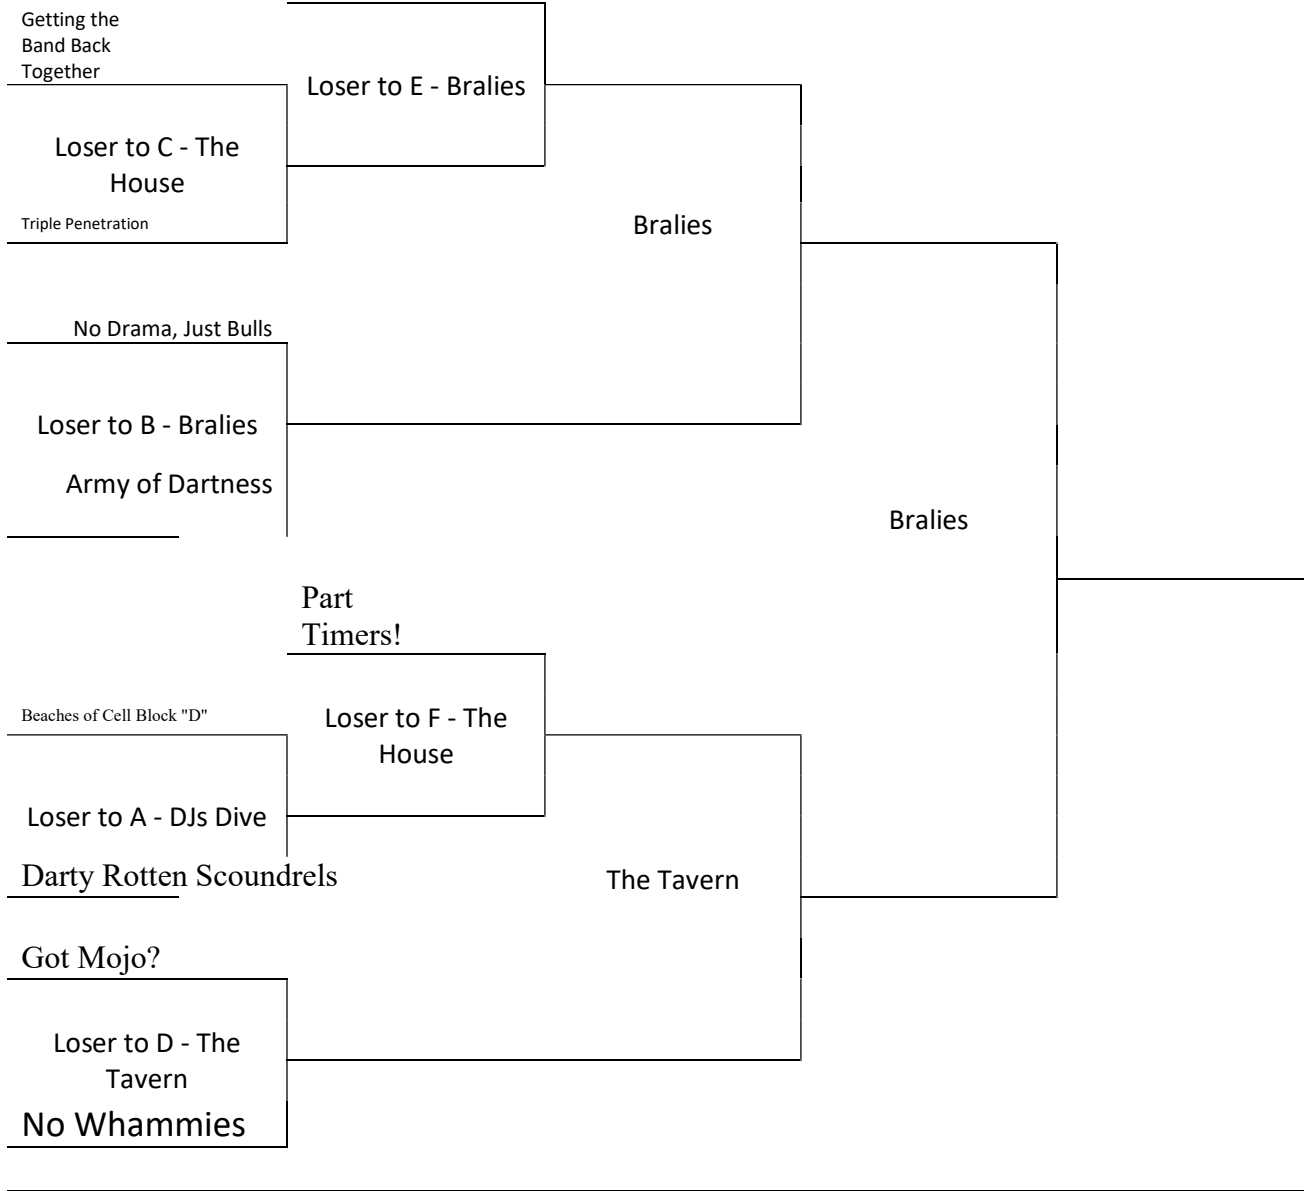 Getting the
Band Back
Together
Loser to E - Bralies
Loser to C - The
House
Triple Penetration
Bralies
No Drama, Just Bulls
Loser to B - Bralies
Army of Dartness
Bralies
Part
Timers!
Beaches of Cell Block "D"
Loser to F - The
House
Loser to A - DJs Dive
Darty Rotten Scoundrels
The Tavern
Got Mojo?
Loser to D - The
Tavern
No Whammies